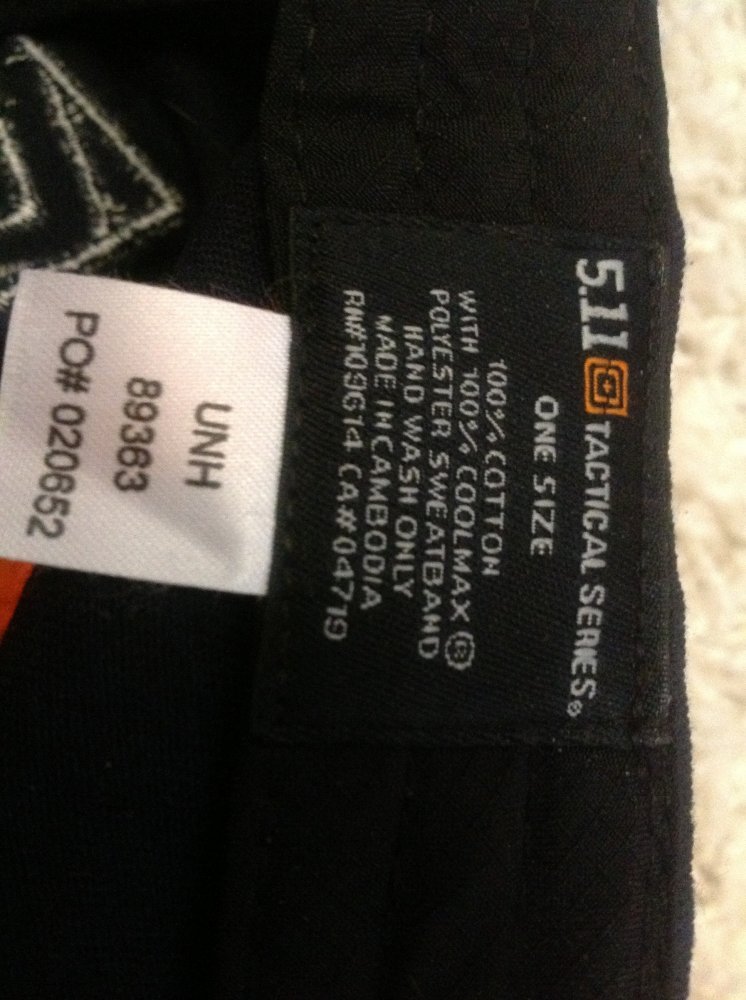 5.11 TACTICAL SERIES®
ONE SIZE
100% COTTON
WITH 100% COOLMAX®
POLYESTER SWEATBAND
HAND WASH ONLY
MADE IN CAMBODIA
RN#109614 CA#04719
UNH
89363
PO# 020652